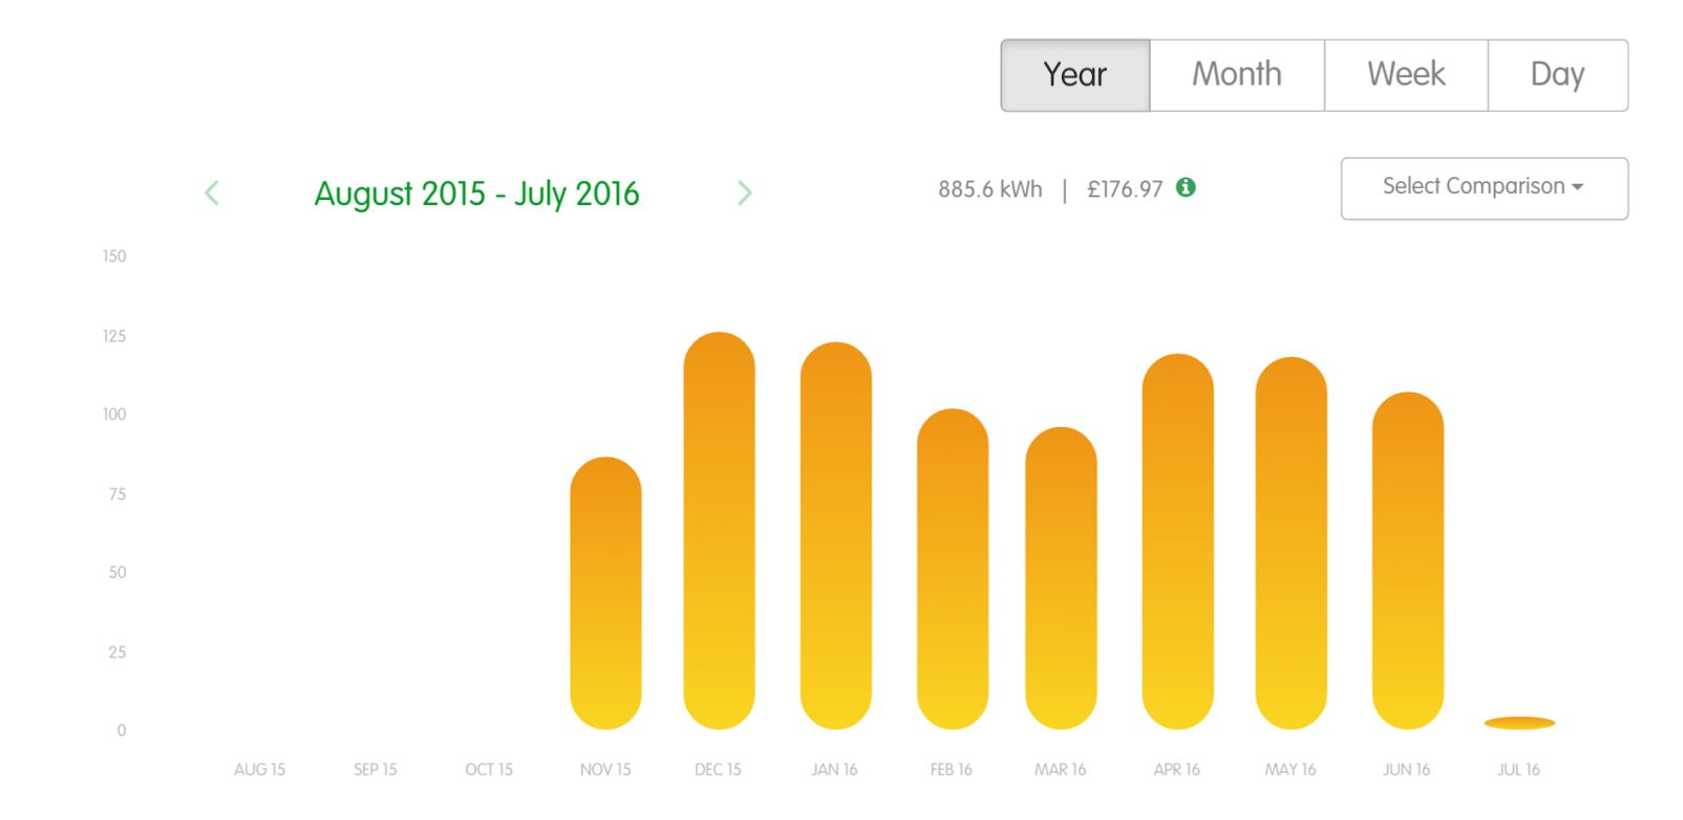 Year Month Week Day
August 2015 - July 2016 885.6 kWh | £176.97 Select Comparison
150
125
100
75
50
25
0
AUG 15 SEP 15 OCT 15 NOV 15 DEC 15 JAN 16 FEB 16 MAR 16 APR 16 MAY 16 JUN 16 JUL 16